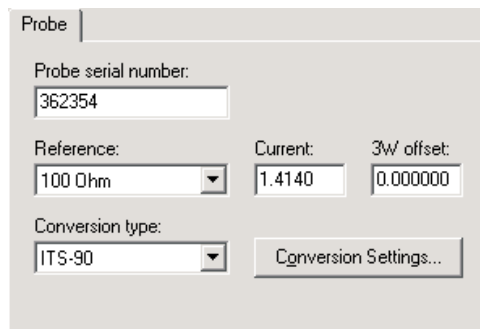 Probe
Probe serial number:
362354
Reference: Current: 3W offset:
100 Ohm 1.4140 0.000000
Conversion type:
ITS-90 Conversion Settings...